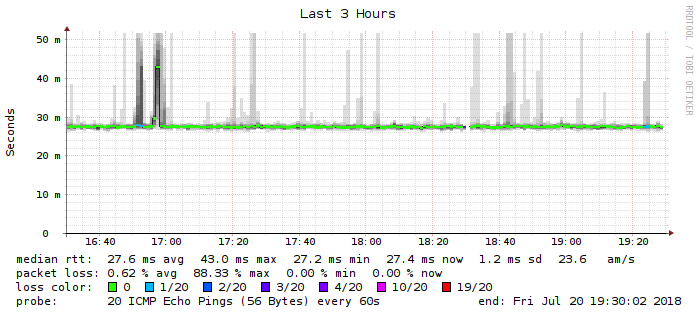 Last 3 Hours
RRDTOOL / TOBI OETIKER
Seconds
50 m
40 m
30 m
20 m
10 m
0
16:40 17:00 17:20 17:40 18:00 18:20 18:40 19:00 19:20
median rtt: 27.6 ms avg 43.0 ms max 27.2 ms min 27.4 ms now 1.2 ms sd 23.6 am/s
packet loss: 0.62 % avg 88.33 % max 0.00 % min 0.00 % now
loss color: 0 1/20 2/20 3/20 4/20 10/20 19/20
probe: 20 ICMP Echo Pings (56 Bytes) every 60s end: Fri Jul 20 19:30:02 2018